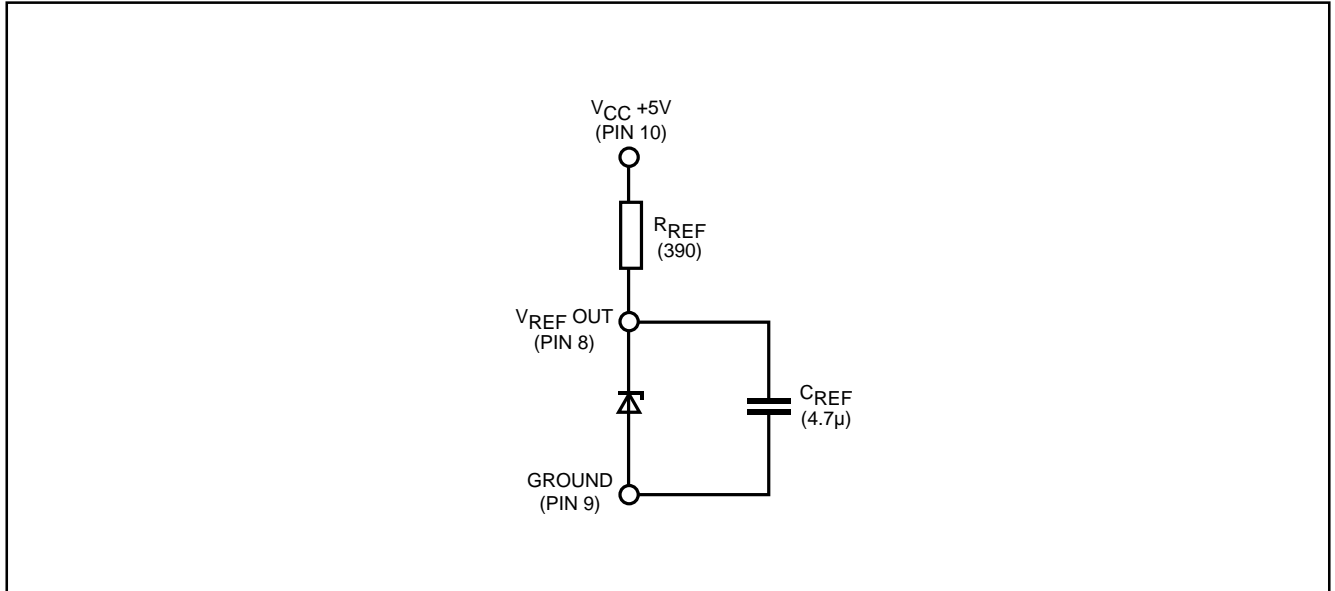 VCC +5V
(PIN 10)
RREF
(390)
VREF OUT
(PIN 8)
CREF
(4.7µ)
GROUND
(PIN 9)